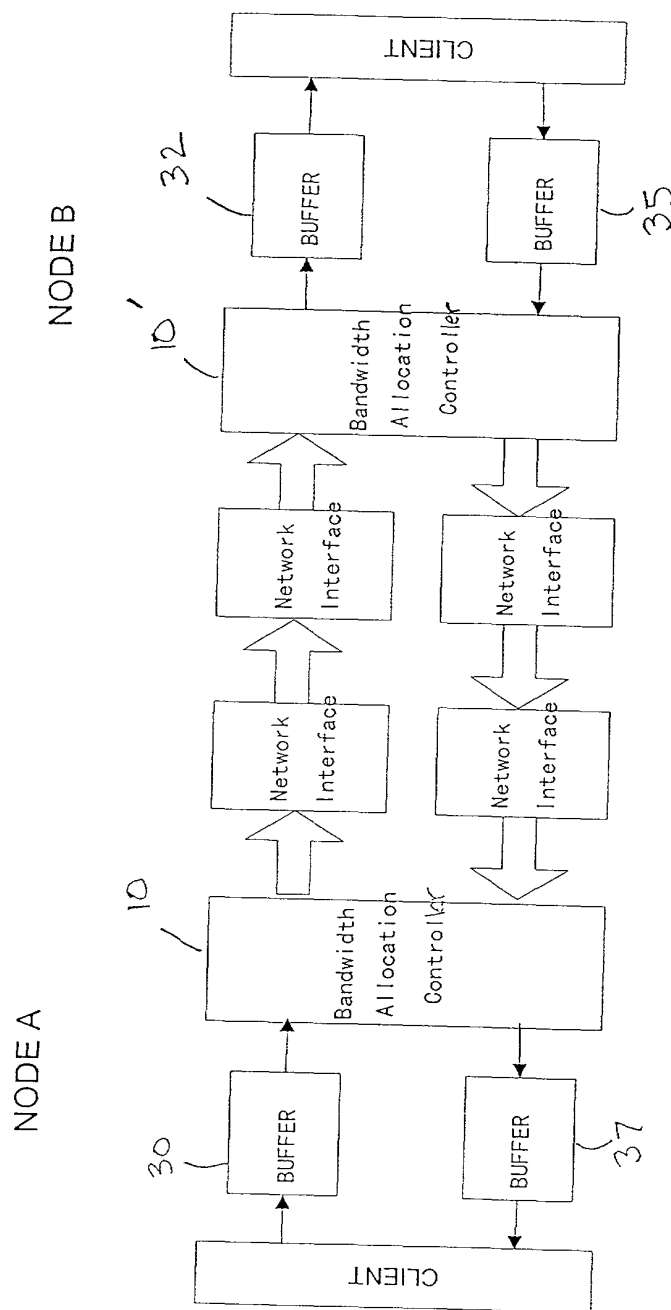 NODE A
NODE B
CLIENT
30
BUFFER
37
BUFFER
10
Bandwidth
Allocation
Controller
Network
Interface
Network
Interface
Network
Interface
Network
Interface
10'
Bandwidth
Allocation
Controller
32
BUFFER
35
BUFFER
CLIENT